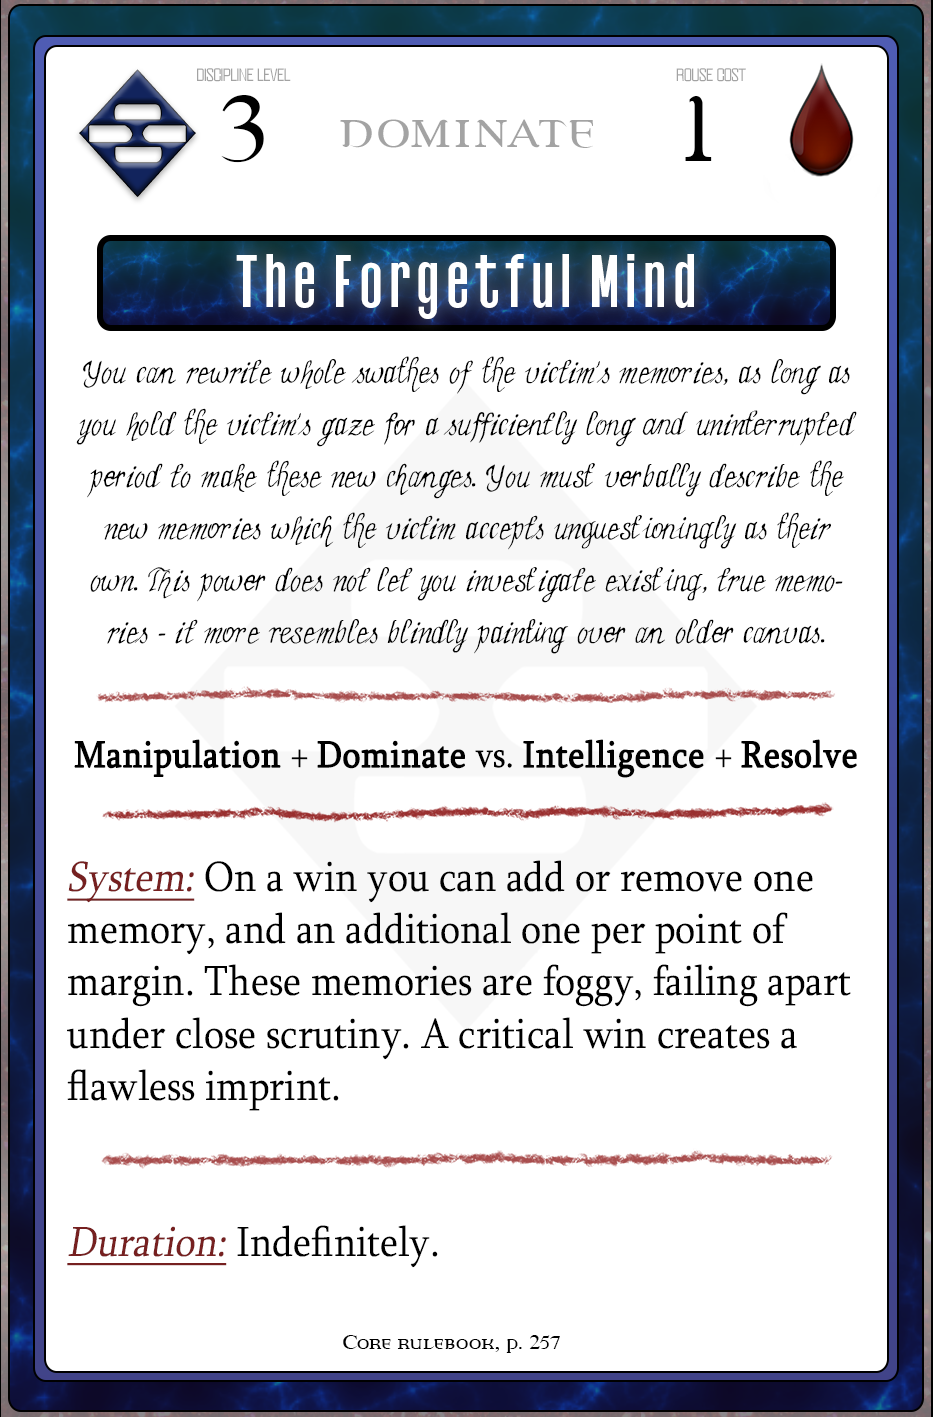 DISCIPLINE LEVEL
3
DOMINATE
ROUSE COST
1
The Forgetful Mind
You can rewrite whole swathes of the victim's memories, as long as
you hold the victim's gaze for a sufficiently long and uninterrupted
period to make these new changes. You must verbally describe the
new memories which the victim accepts unquestioningly as their
own. This power does not let you investigate existing, true memo-
ries - it more resembles blindly painting over an older canvas.
Manipulation + Dominate vs. Intelligence + Resolve
System: On a win you can add or remove one
memory, and an additional one per point of
margin. These memories are foggy, failing apart
under close scrutiny. A critical win creates a
flawless imprint.
Duration: Indefinitely.
Core rulebook, p. 257